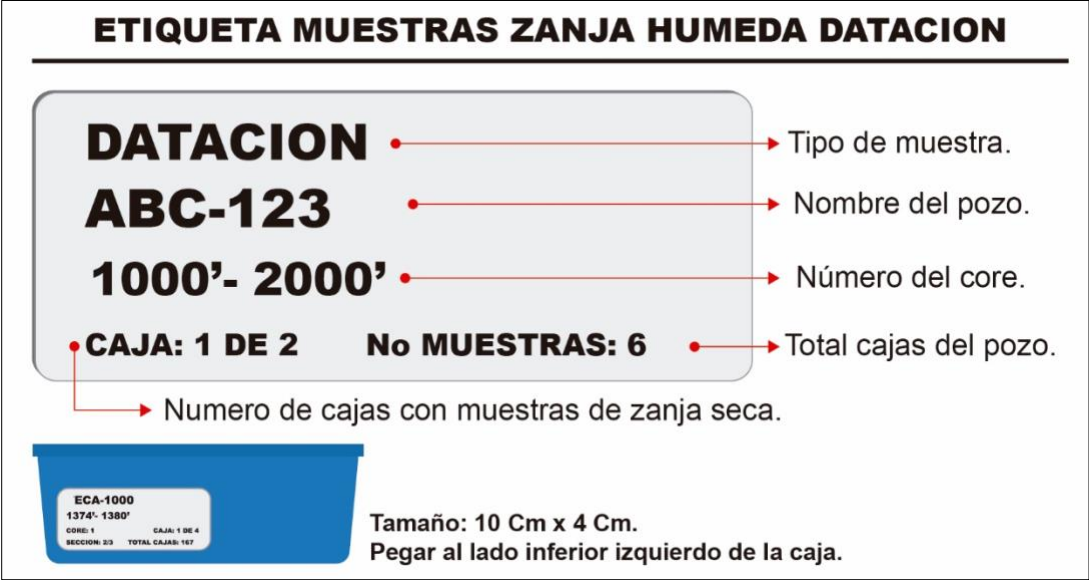 ETIQUETA MUESTRAS ZANJA HUMEDA DATACION
DATACION
Tipo de muestra.
ABC-123
Nombre del pozo.
1000’- 2000’
Número del core.
CAJA: 1 DE 2 No MUESTRAS: 6
Total cajas del pozo.
Numero de cajas con muestras de zanja seca.
ECA-1000
1374'- 1380'
CORE: 1 CAJA: 1 DE 4
SECCION: 2/3 TOTAL CAJAS: 167
Tamaño: 10 Cm x 4 Cm.
Pegar al lado inferior izquierdo de la caja.